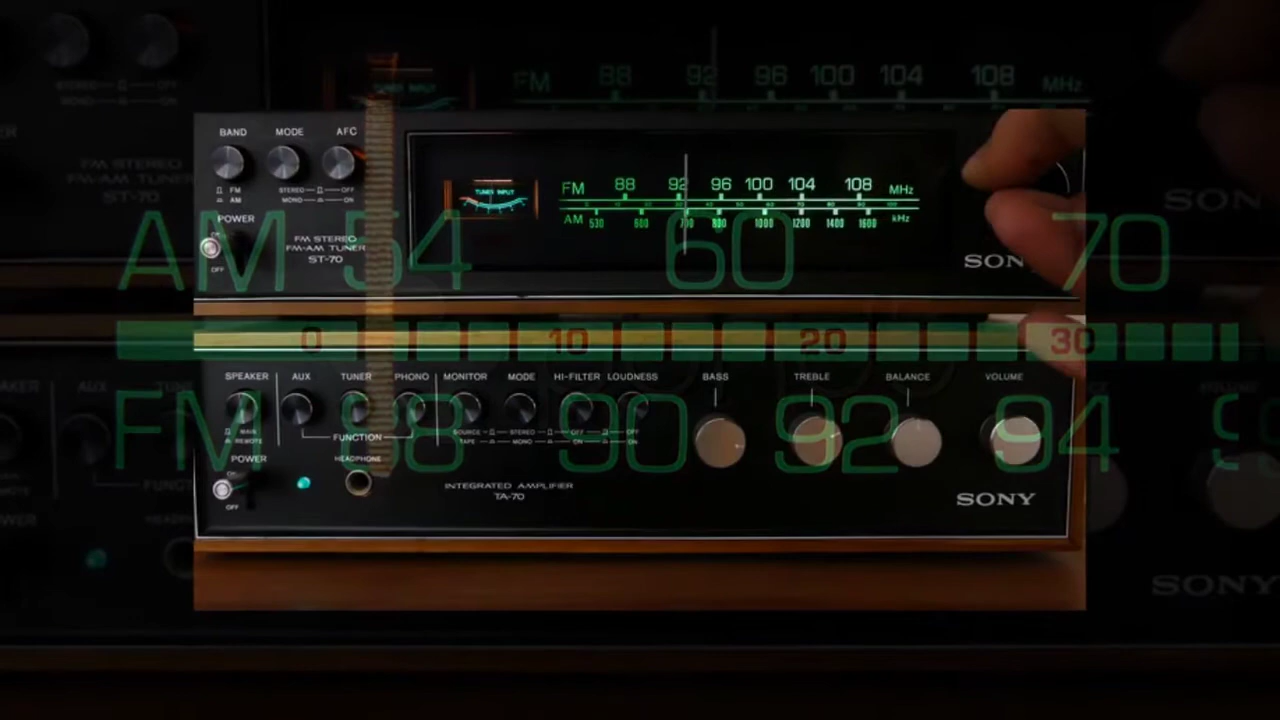 FM 88 92 96 100 104 108 MHz
BAND MODE AFC
TUNER INPUT
FM 88 92 96 100 104 108 MHz
FM STEREO OFF
AM MONO ON
AM 530 600 700 800 1000 1200 1400 1600 kHz
POWER
ON
FM STEREO
FM-AM TUNER
ST-70
OFF
SON
SONY
AM 54 60 70
0 10 20 30
SPEAKER AUX TUNER PHONO MONITOR MODE HI-FILTER LOUDNESS BASS TREBLE BALANCE VOLUME
FM 88 90 92 94
MAIN SOURCE STEREO OFF OFF
REMOTE FUNCTION TAPE MONO ON ON
POWER HEADPHONE
ON
OFF
INTEGRATED AMPLIFIER
TA-70
SONY
SONY